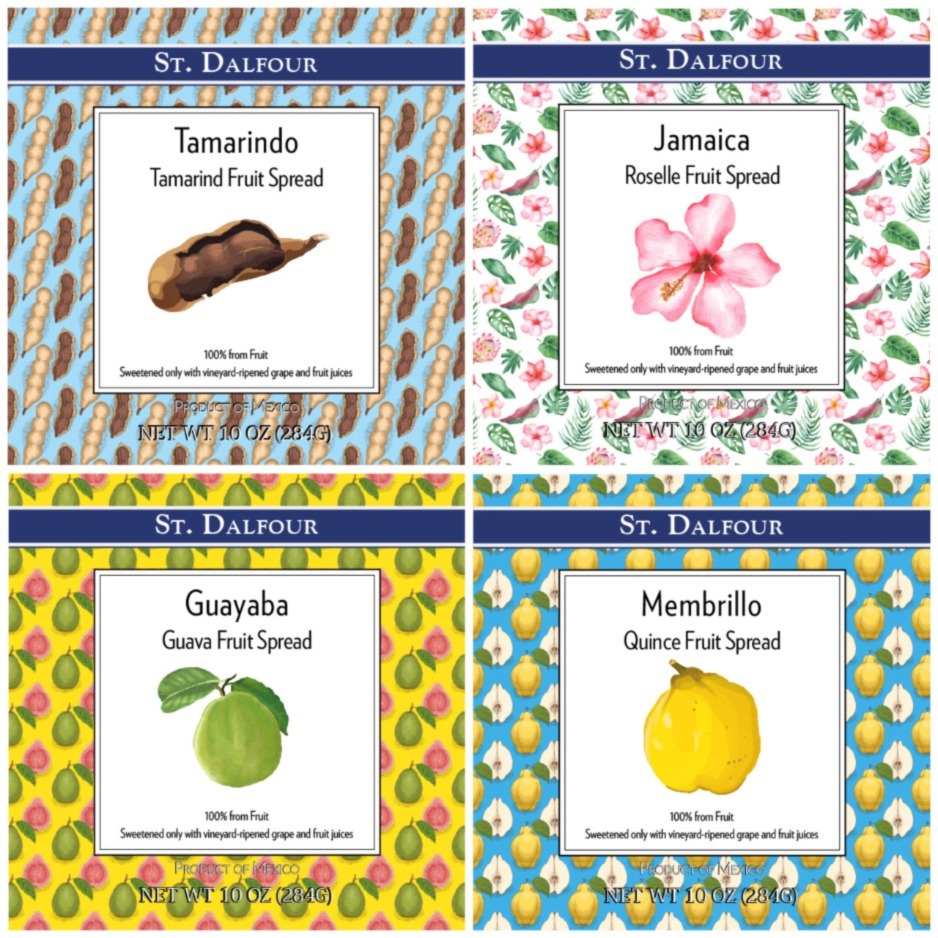 St. Dalfour
Tamarindo
Tamarind Fruit Spread
100% from Fruit
Sweetened only with vineyard-ripened grape and fruit juices
Product of Mexico
NET WT 10 OZ (284G)
St. Dalfour
Jamaica
Roselle Fruit Spread
100% from Fruit
Sweetened only with vineyard-ripened grape and fruit juices
Product of Mexico
NET WT 10 OZ (284G)
St. Dalfour
Guayaba
Guava Fruit Spread
100% from Fruit
Sweetened only with vineyard-ripened grape and fruit juices
Product of Mexico
NET WT 10 OZ (284G)
St. Dalfour
Membrillo
Quince Fruit Spread
100% from Fruit
Sweetened only with vineyard-ripened grape and fruit juices
Product of Mexico
NET WT 10 OZ (284G)